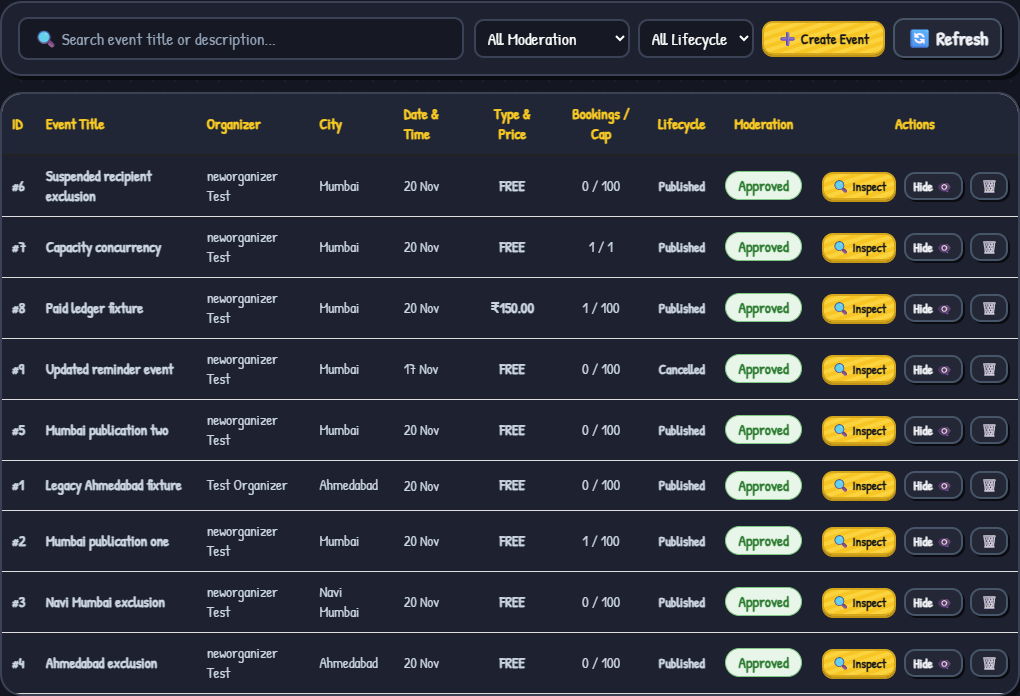 Search event title or description...
All Moderation
All Lifecycle
Create Event
Refresh
ID Event Title Organizer City Date & Time Type & Price Bookings / Cap Lifecycle Moderation Actions
#6 Suspended recipient exclusion neworganizer Test Mumbai 20 Nov FREE 0 / 100 Published Approved Inspect Hide
#7 Capacity concurrency neworganizer Test Mumbai 20 Nov FREE 1 / 1 Published Approved Inspect Hide
#8 Paid ledger fixture neworganizer Test Mumbai 20 Nov ₹150.00 1 / 100 Published Approved Inspect Hide
#9 Updated reminder event neworganizer Test Mumbai 17 Nov FREE 0 / 100 Cancelled Approved Inspect Hide
#5 Mumbai publication two neworganizer Test Mumbai 20 Nov FREE 0 / 100 Published Approved Inspect Hide
#1 Legacy Ahmedabad fixture Test Organizer Ahmedabad 20 Nov FREE 0 / 100 Published Approved Inspect Hide
#2 Mumbai publication one neworganizer Test Mumbai 20 Nov FREE 1 / 100 Published Approved Inspect Hide
#3 Navi Mumbai exclusion neworganizer Test Navi Mumbai 20 Nov FREE 0 / 100 Published Approved Inspect Hide
#4 Ahmedabad exclusion neworganizer Test Ahmedabad 20 Nov FREE 0 / 100 Published Approved Inspect Hide